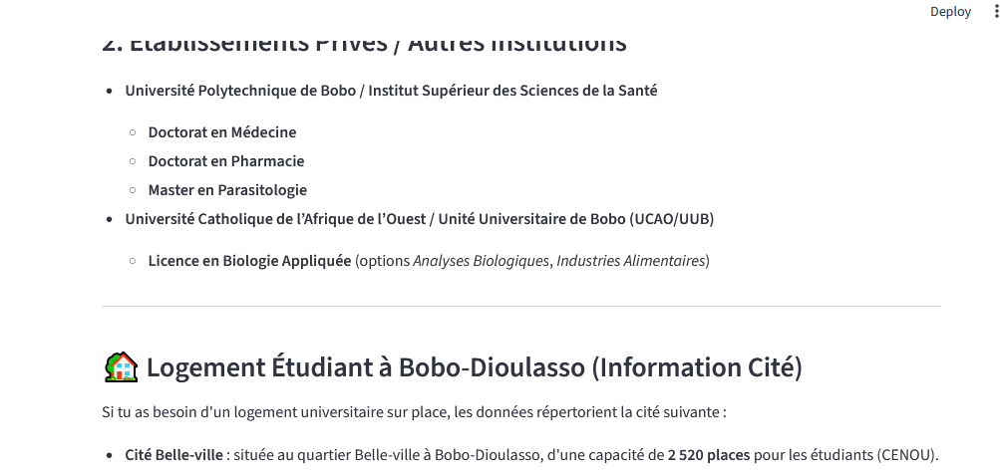 Deploy
2. Établissements Privés / Autres Institutions
Université Polytechnique de Bobo / Institut Supérieur des Sciences de la Santé
Doctorat en Médecine
Doctorat en Pharmacie
Master en Parasitologie
Université Catholique de l’Afrique de l’Ouest / Unité Universitaire de Bobo (UCAO/UUB)
Licence en Biologie Appliquée (options Analyses Biologiques, Industries Alimentaires)
Logement Étudiant à Bobo-Dioulasso (Information Cité)
Si tu as besoin d'un logement universitaire sur place, les données répertorient la cité suivante :
Cité Belle-ville : située au quartier Belle-ville à Bobo-Dioulasso, d'une capacité de 2 520 places pour les étudiants (CENOU).